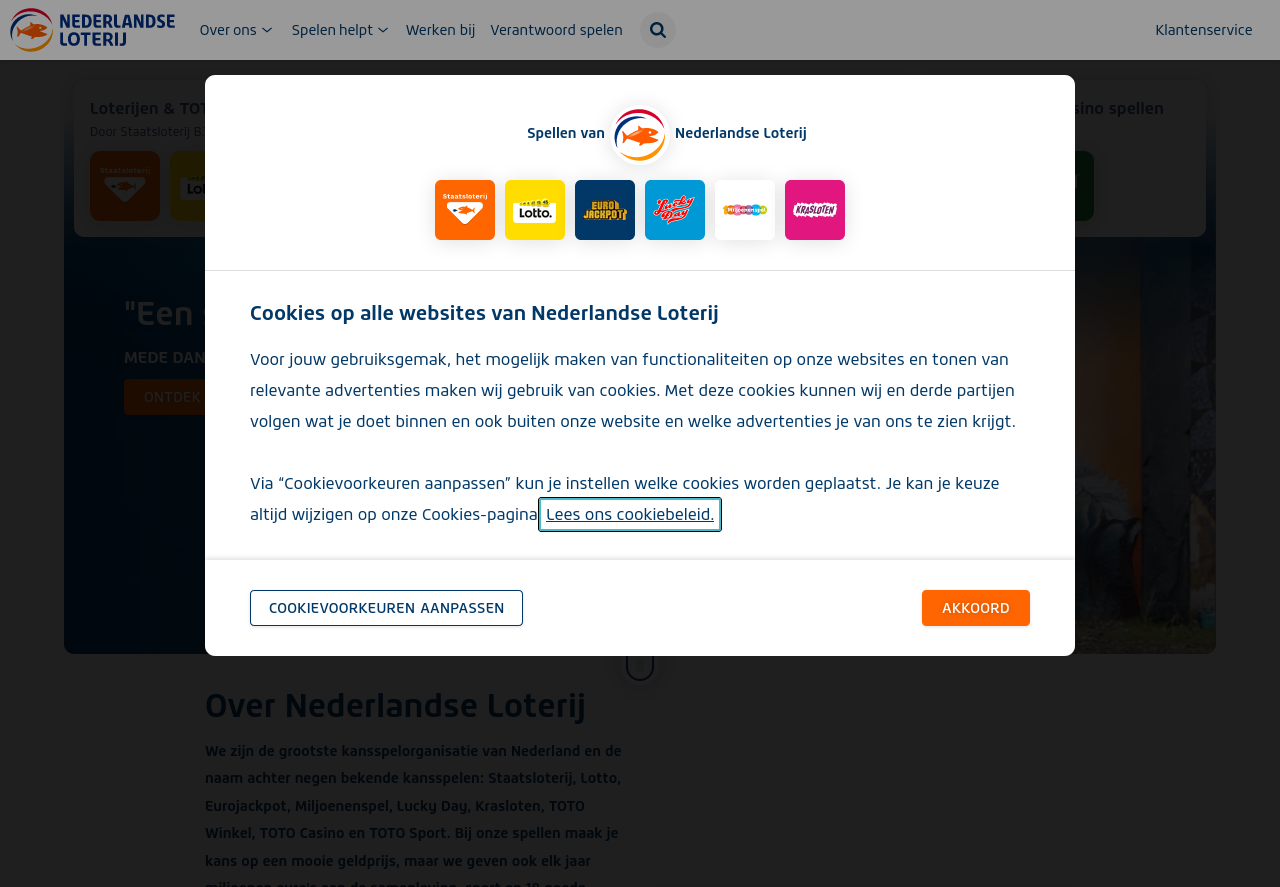 NEDERLANDSE
LOTERIJ
Over ons
Spelen helpt
Werken bij
Verantwoord spelen
Klantenservice
Loterijen & TOT
Door Staatsloterij B.
Spellen van
Nederlandse Loterij
Staatsloterij
Lotto.
EURO
JACKPOT
Lucky
Day
Miljoenenspel
KRASLOTEN
Cookies op alle websites van Nederlandse Loterij
Voor jouw gebruiksgemak, het mogelijk maken van functionaliteiten op onze websites en tonen van
relevante advertenties maken wij gebruik van cookies. Met deze cookies kunnen wij en derde partijen
volgen wat je doet binnen en ook buiten onze website en welke advertenties je van ons te zien krijgt.
Via “Cookievoorkeuren aanpassen” kun je instellen welke cookies worden geplaatst. Je kan je keuze
altijd wijzigen op onze Cookies-pagina Lees ons cookiebeleid.
COOKIEVOORKEUREN AANPASSEN
AKKOORD
sino spellen
Staatsloterij
"Een
MEDE DAN
ONTDEK
Over Nederlandse Loterij
We zijn de grootste kansspelorganisatie van Nederland en de
naam achter negen bekende kansspelen: Staatsloterij, Lotto,
Eurojackpot, Miljoenenspel, Lucky Day, Krasloten, TOTO
Winkel, TOTO Casino en TOTO Sport. Bij onze spellen maak je
kans op een mooie geldprijs, maar we geven ook elk jaar